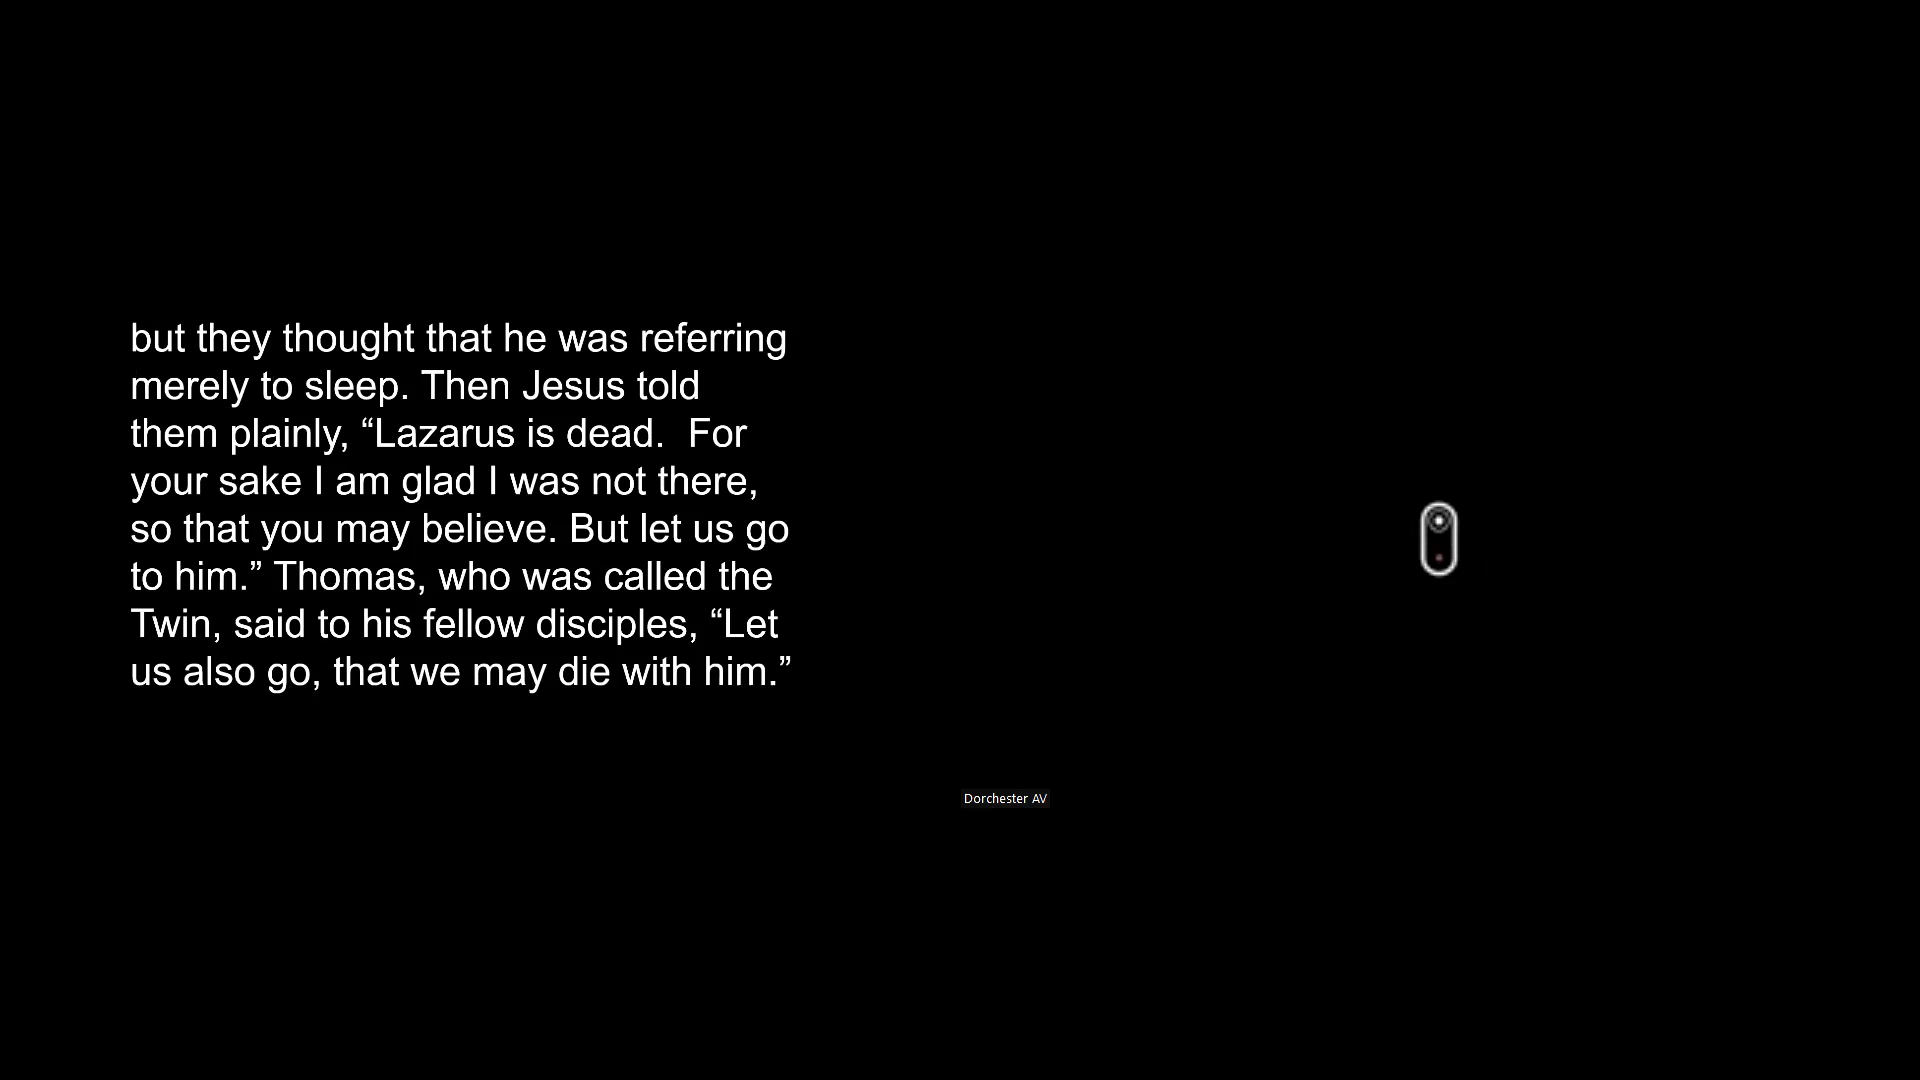 but they thought that he was referring
merely to sleep. Then Jesus told
them plainly, “Lazarus is dead.  For
your sake I am glad I was not there,
so that you may believe. But let us go
to him.” Thomas, who was called the
Twin, said to his fellow disciples, “Let
us also go, that we may die with him.”
Dorchester AV